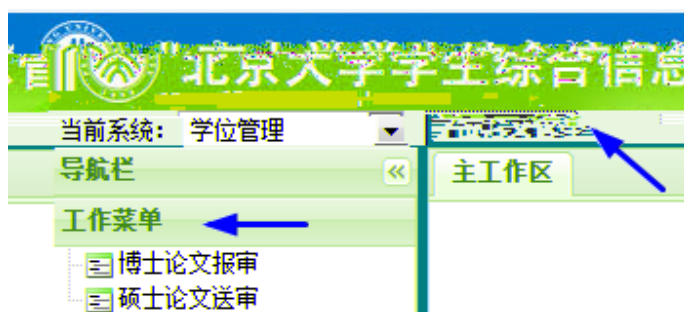 北京大学学生综合信息
当前系统: 学位管理
导航栏
主工作区
工作菜单
博士论文报审
硕士论文送审